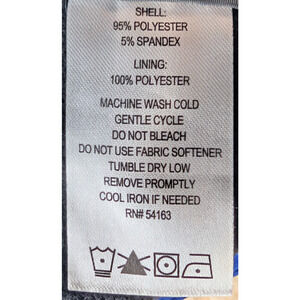 SHELL:
95% POLYESTER
5% SPANDEX
LINING:
100% POLYESTER
MACHINE WASH COLD
GENTLE CYCLE
DO NOT BLEACH
DO NOT USE FABRIC SOFTENER
TUMBLE DRY LOW
REMOVE PROMPTLY
COOL IRON IF NEEDED
RN# 54163